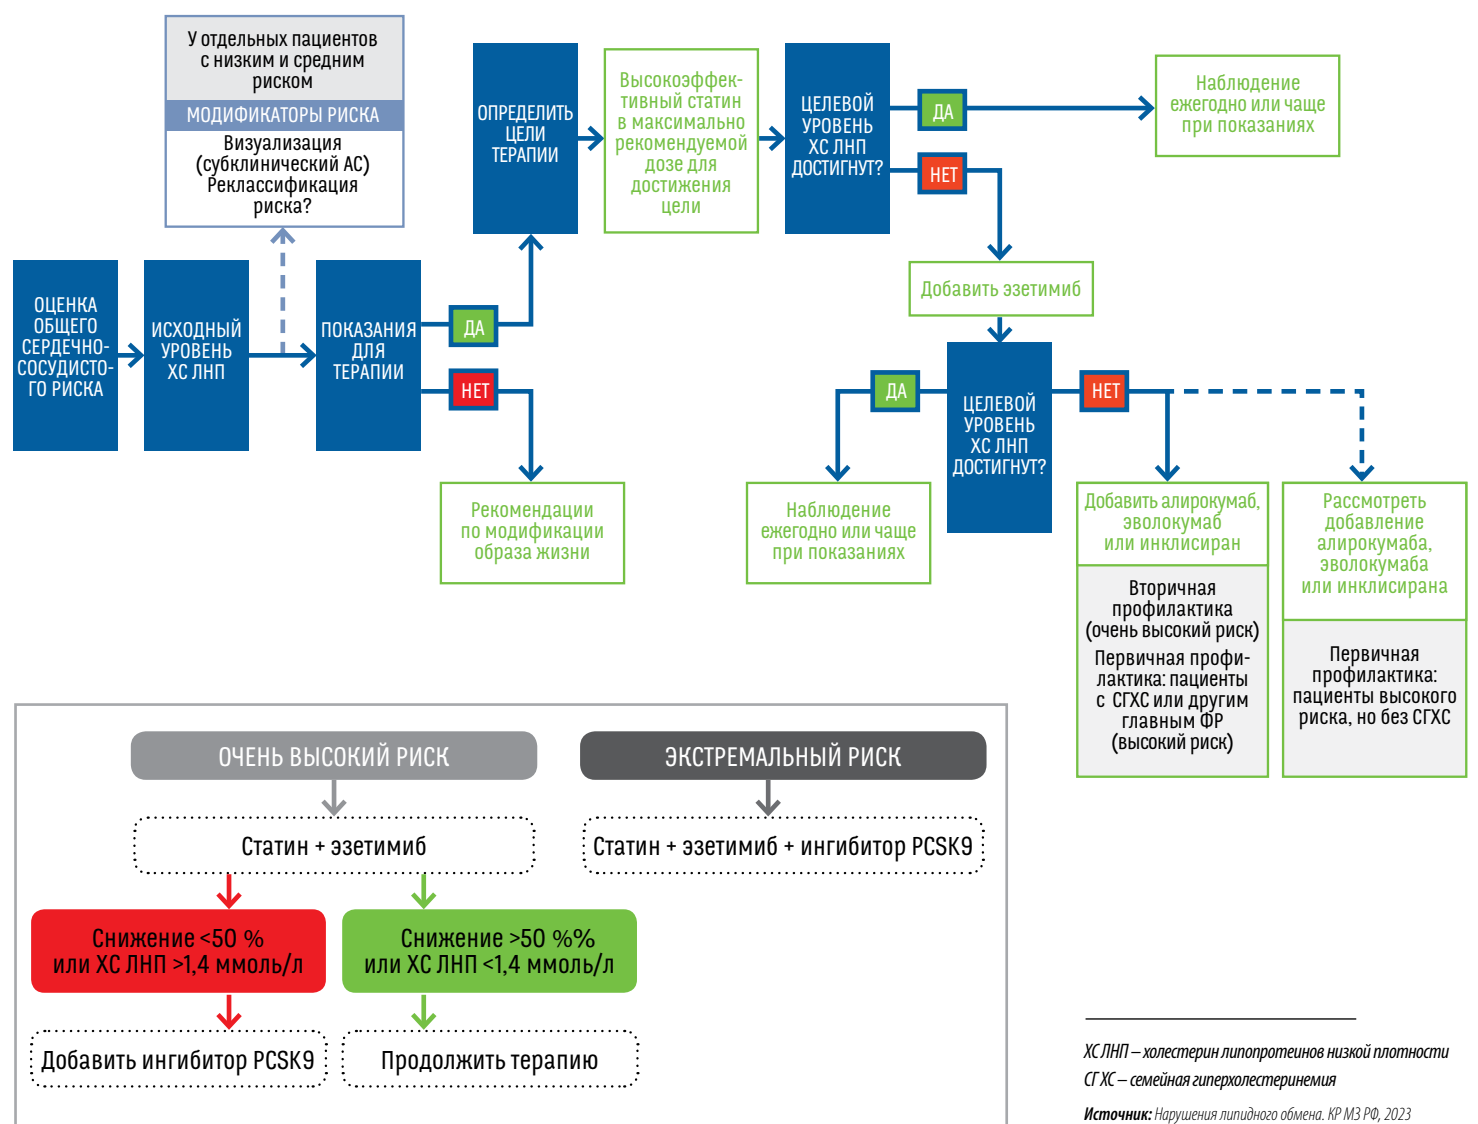 У отдельных пациентов
с низким и средним
риском
МОДИФИКАТОРЫ РИСКА
Визуализация
(субклинический АС)
Реклассификация
риска?
ОЦЕНКА
ОБЩЕГО
СЕРДЕЧНО-
СОСУДИСТО-
ГО РИСКА
ИСХОДНЫЙ
УРОВЕНЬ
ХС ЛНП
ПОКАЗАНИЯ
ДЛЯ
ТЕРАПИИ
ДА
НЕТ
Рекомендации
по модификации
образа жизни
ОПРЕДЕЛИТЬ
ЦЕЛИ
ТЕРАПИИ
Высокоэффек-
тивный статин
в максимально
рекомендуемой
дозе для
достижения
цели
ЦЕЛЕВОЙ
УРОВЕНЬ
ХС ЛНП
ДОСТИГНУТ?
ДА
НЕТ
Наблюдение
ежегодно или чаще
при показаниях
Добавить эзетимиб
ЦЕЛЕВОЙ
УРОВЕНЬ
ХС ЛНП
ДОСТИГНУТ?
ДА
НЕТ
Наблюдение
ежегодно или чаще
при показаниях
Добавить алирокумаб,
эволокумаб
или инклисиран
Вторичная
профилактика
(очень высокий риск)
Первичная профи-
лактика: пациенты
с СГХС или другим
главным ФР
(высокий риск)
Рассмотреть
добавление
алирокумаба,
эволокумаба
или инклисирана
Первичная
профилактика:
пациенты высокого
риска, но без СГХС
ОЧЕНЬ ВЫСОКИЙ РИСК
Статин + эзетимиб
Снижение <50 %
или ХС ЛНП >1,4 ммоль/л
Добавить ингибитор PCSK9
Снижение >50 %%
или ХС ЛНП <1,4 ммоль/л
Продолжить терапию
ЭКСТРЕМАЛЬНЫЙ РИСК
Статин + эзетимиб + ингибитор PCSK9
ХС ЛНП – холестерин липопротеинов низкой плотности
СГ ХС – семейная гиперхолестеринемия
Источник: Нарушения липидного обмена. КР МЗ РФ, 2023